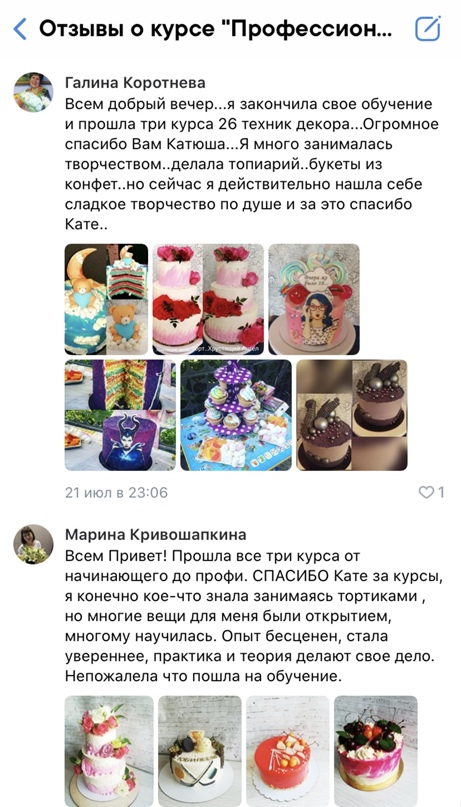 Отзывы о курсе "Профессион...
Галина Коротнева
Всем добрый вечер...я закончила свое обучение
и прошла три курса 26 техник декора...Огромное
спасибо Вам Катюша...Я много занималась
творчеством..делала топиарий..букеты из
конфет..но сейчас я действительно нашла себе
сладкое творчество по душе и за это спасибо
Кате..
21 июл в 23:06
1
Марина Кривошапкина
Всем Привет! Прошла все три курса от
начинающего до профи. СПАСИБО Кате за курсы,
я конечно кое-что знала занимаясь тортиками ,
но многие вещи для меня были открытием,
многому научилась. Опыт бесценен, стала
увереннее, практика и теория делают свое дело.
Непожалела что пошла на обучение.